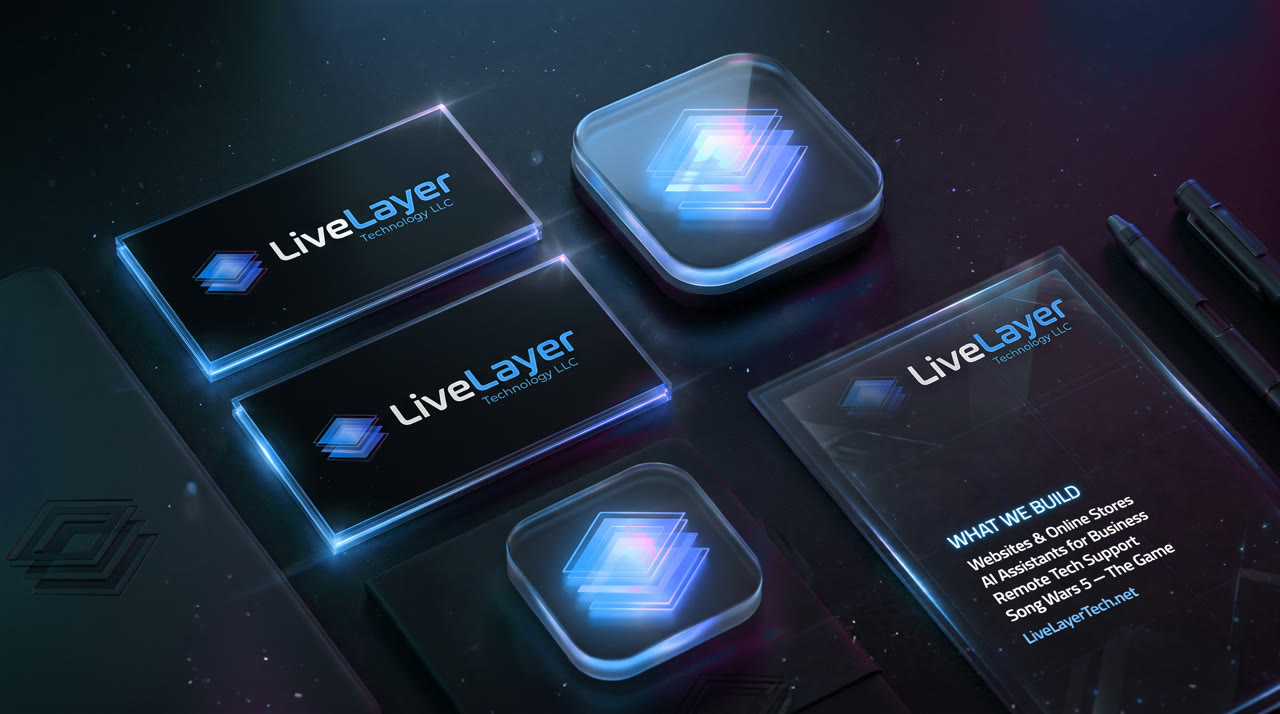 LiveLayer
Technology LLC
LiveLayer
Technology LLC
LiveLayer
Technology LLC
WHAT WE BUILD
Websites & Online Stores
AI Assistants for Business
Remote Tech Support
Song Wars 5 — The Game
LiveLayerTech.net